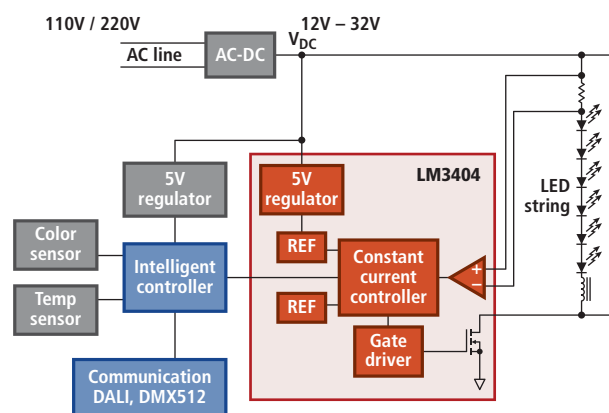 110V / 220V
12V – 32V
AC line
AC-DC
VDC
5V
regulator
5V
regulator
LM3404
LED
string
Color
sensor
REF
Intelligent
controller
Constant
current
controller
+
–
Temp
sensor
REF
Gate
driver
Communication
DALI, DMX512